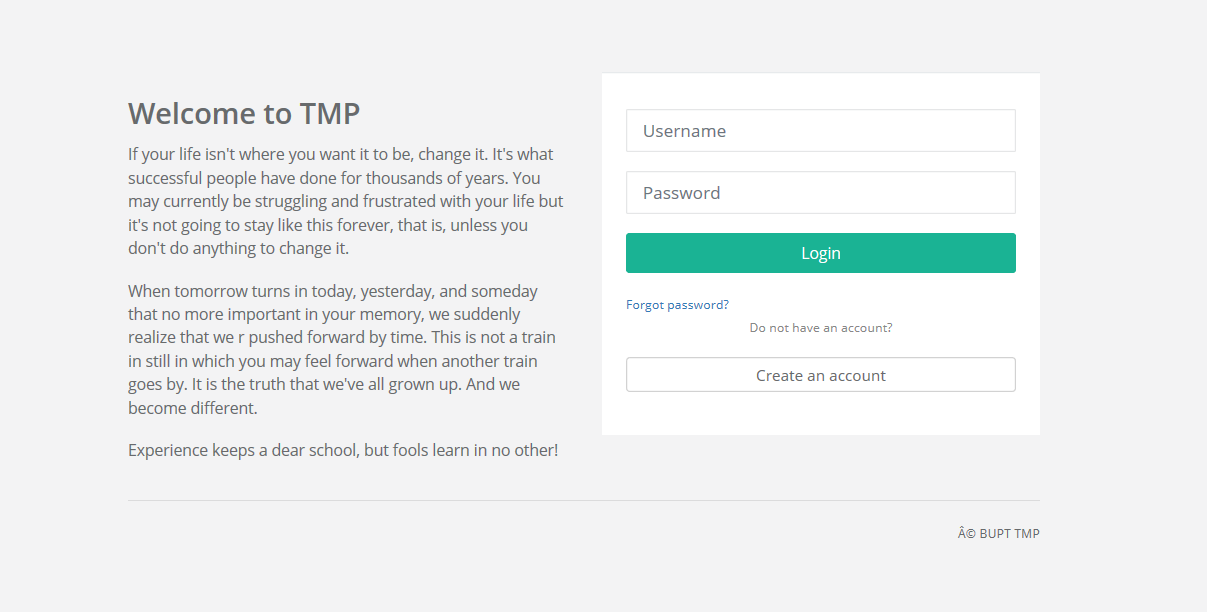 Welcome to TMP
If your life isn't where you want it to be, change it. It's what
successful people have done for thousands of years. You
may currently be struggling and frustrated with your life but
it's not going to stay like this forever, that is, unless you
don't do anything to change it.
When tomorrow turns in today, yesterday, and someday
that no more important in your memory, we suddenly
realize that we r pushed forward by time. This is not a train
in still in which you may feel forward when another train
goes by. It is the truth that we've all grown up. And we
become different.
Experience keeps a dear school, but fools learn in no other!
Username
Password
Login
Forgot password?
Do not have an account?
Create an account
Â© BUPT TMP